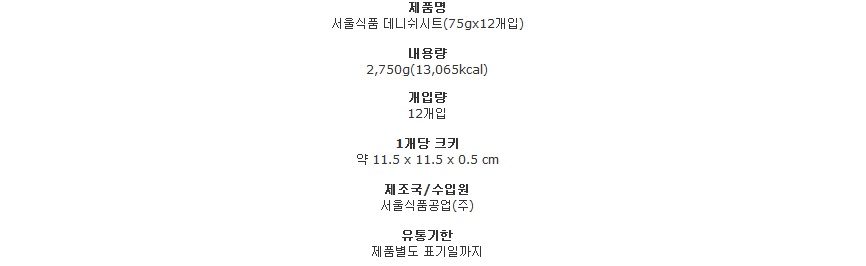 제품명
서울식품 데니쉬시트(75gx12개입)
내용량
2,750g(13,065kcal)
개입량
12개입
1개당 크키
약 11.5 x 11.5 x 0.5 cm
제조국/수입원
서울식품공업(주)
유통기한
제품별도 표기일까지